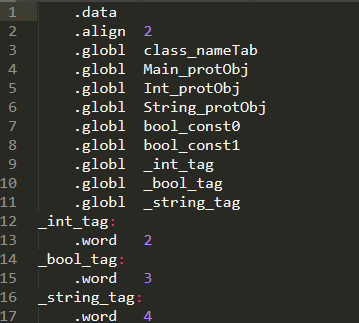 1 .data
2 .align 2
3 .globl class_nameTab
4 .globl Main_protObj
5 .globl Int_protObj
6 .globl String_protObj
7 .globl bool_const0
8 .globl bool_const1
9 .globl _int_tag
10 .globl _bool_tag
11 .globl _string_tag
12 _int_tag:
13 .word 2
14 _bool_tag:
15 .word 3
16 _string_tag:
17 .word 4